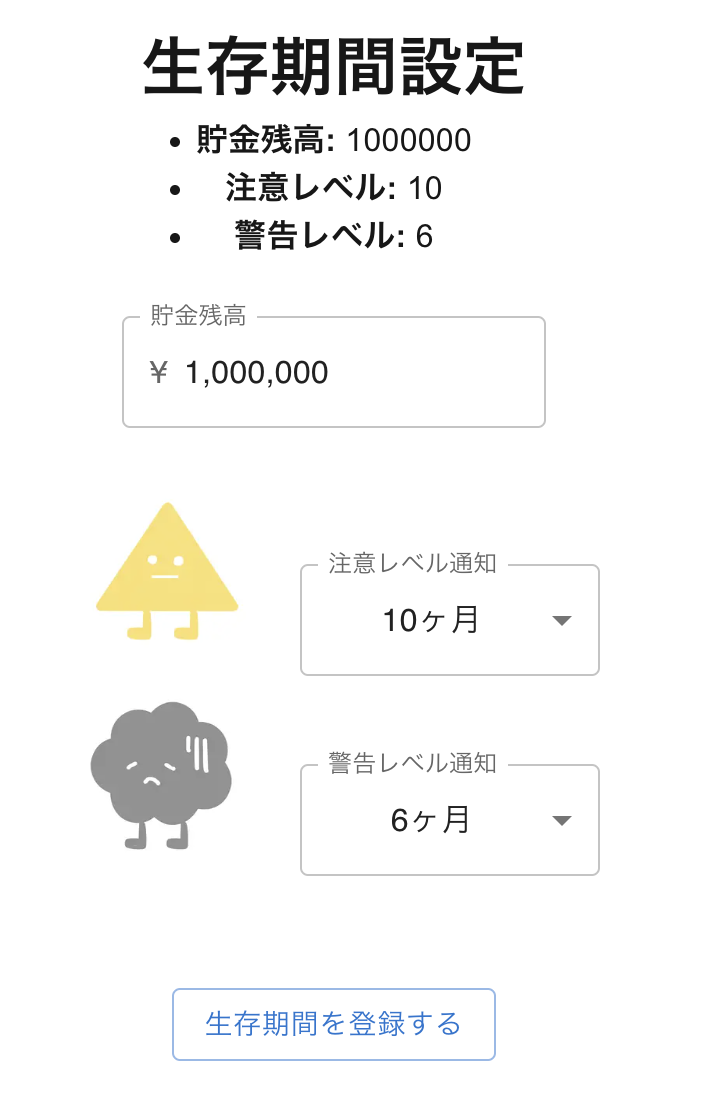 生存期間設定
• 貯金残高: 1000000
• 注意レベル: 10
• 警告レベル: 6
貯金残高
¥ 1,000,000
注意レベル通知
10ヶ月
警告レベル通知
6ヶ月
生存期間を登録する